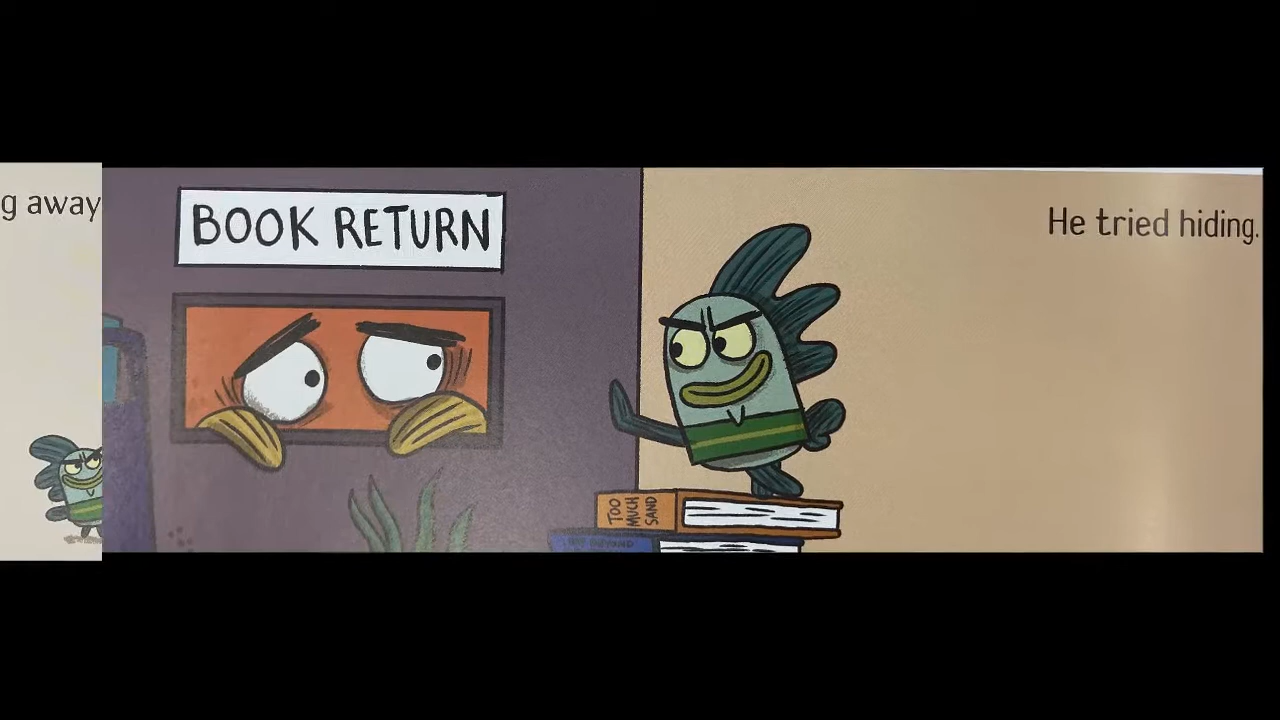 g away
BOOK RETURN
He tried hiding.
TOO
MUCH
SAND